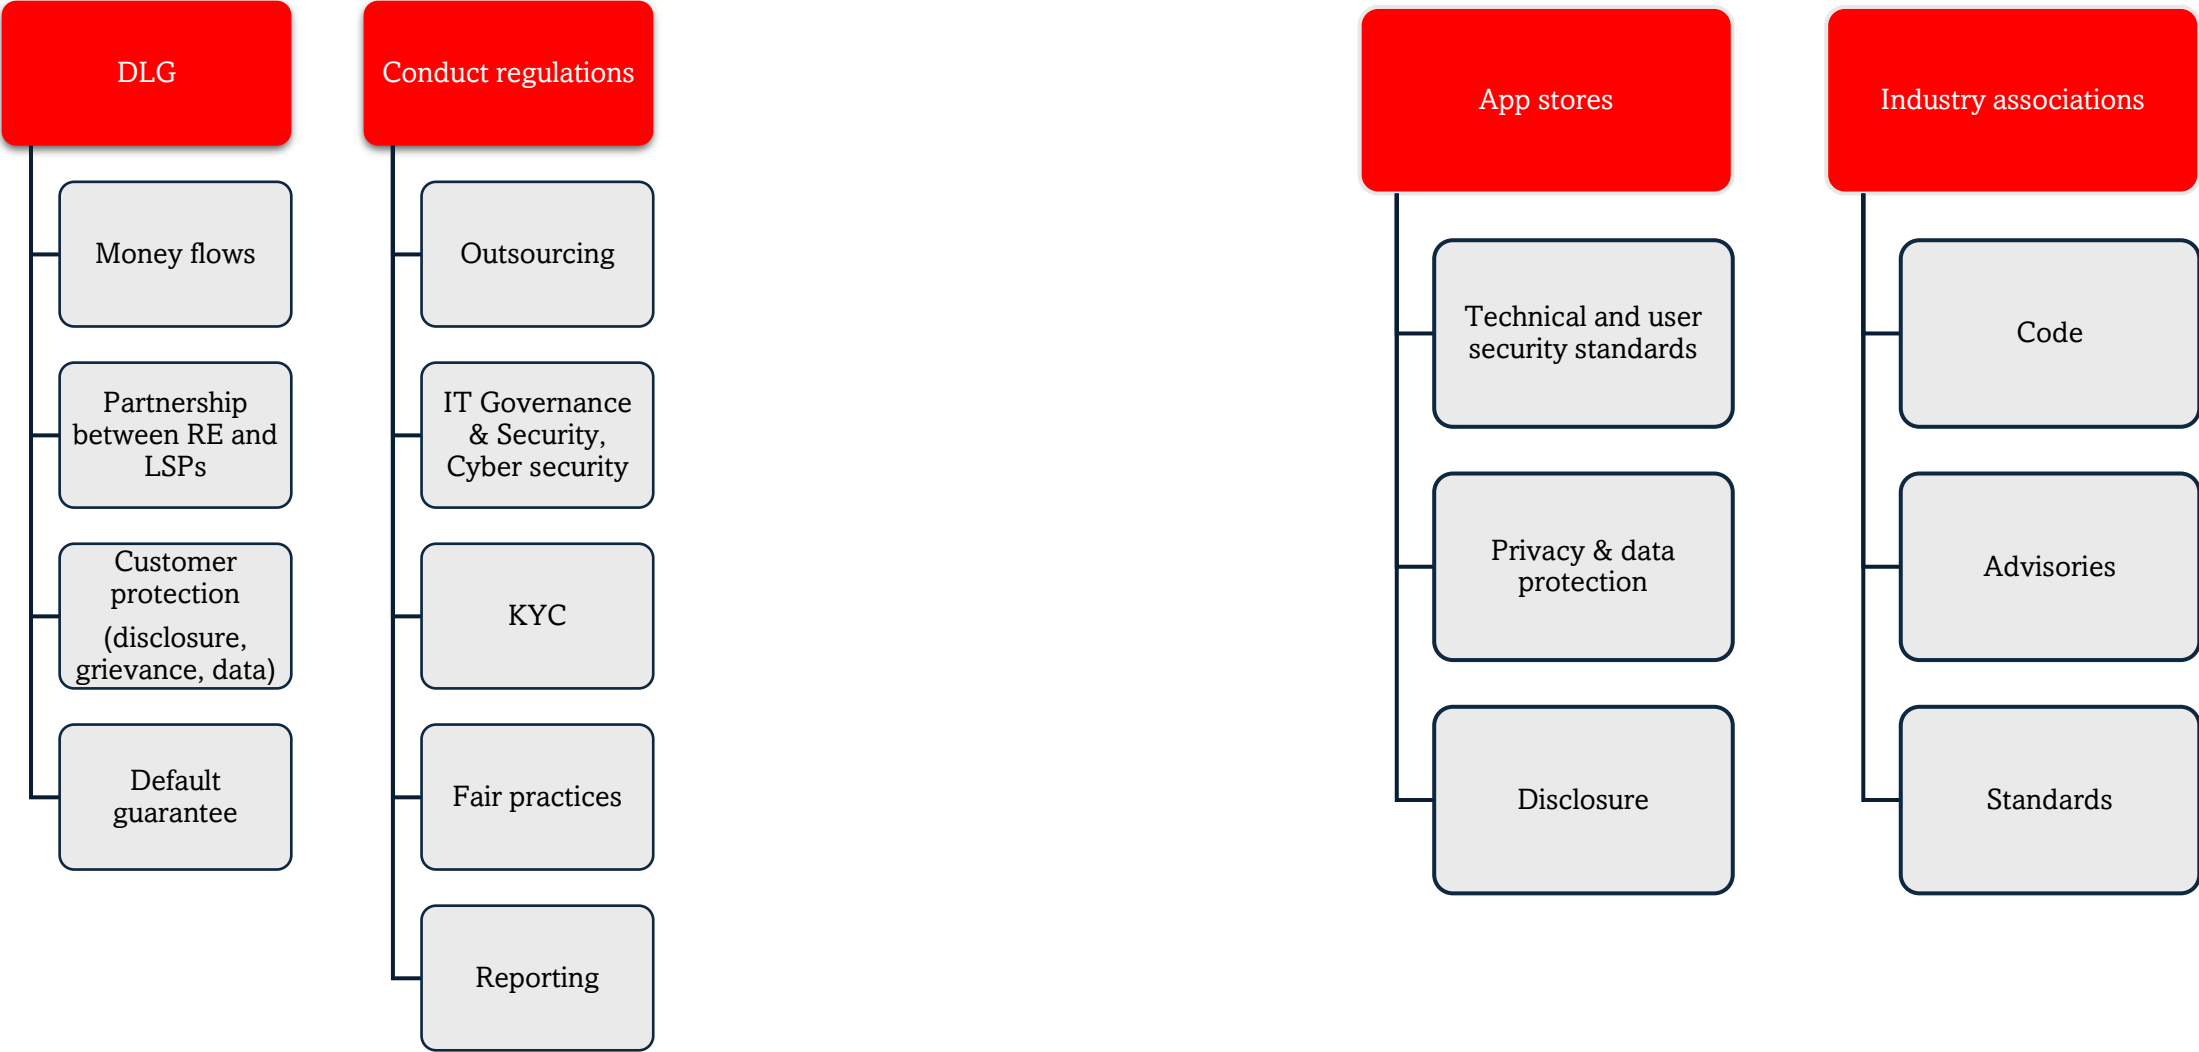 DLG
Money flows
Partnership
between RE and
LSPs
Customer
protection
(disclosure,
grievance, data)
Default
guarantee
Conduct regulations
Outsourcing
IT Governance
& Security,
Cyber security
KYC
Fair practices
Reporting
App stores
Technical and user
security standards
Privacy & data
protection
Disclosure
Industry associations
Code
Advisories
Standards